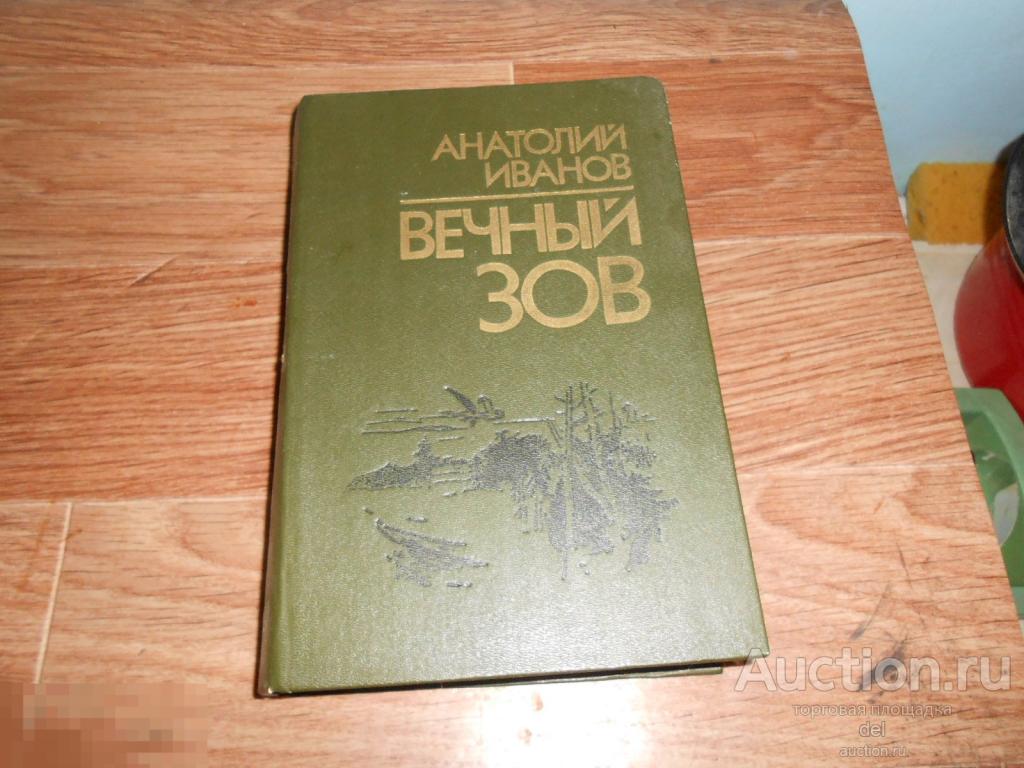 АНАТОЛИЙ
ИВАНОВ
ВЕЧНЫЙ
ЗОВ
Auction.ru
торговая площадка
del
auction.ru